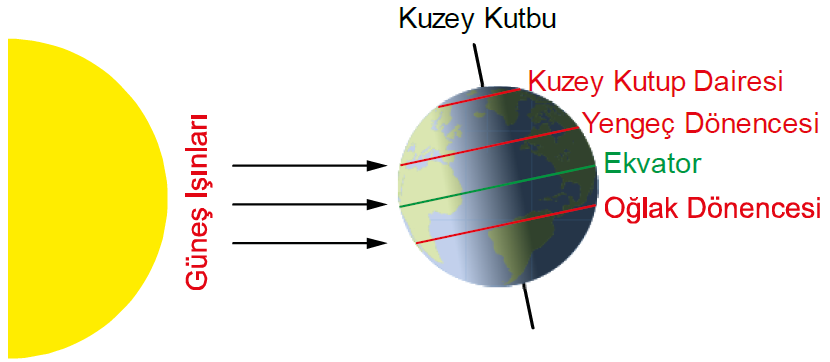 Kuzey Kutbu
Kuzey Kutup Dairesi
Yengeç Dönencesi
Ekvator
Oğlak Dönencesi
Güneş Işınları